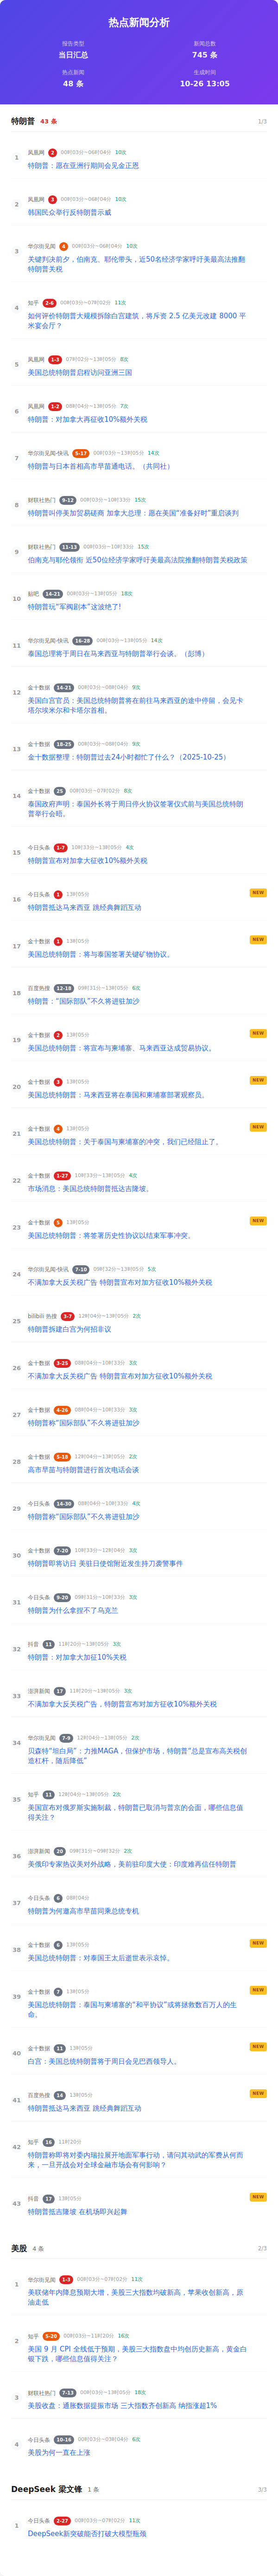 热点新闻分析
报告类型
新闻总数
当日汇总
745 条
热点新闻
生成时间
48 条
10-26 13:05
特朗普 43 条 1/3
1 凤凰网 2 00时03分~06时04分 10次
特朗普：愿在亚洲行期间会见金正恩
2 凤凰网 3 00时03分~06时04分 10次
韩国民众举行反特朗普示威
3 华尔街见闻 4 00时03分~06时04分 10次
关键判决前夕，伯南克、耶伦带头，近50名经济学家呼吁美最高法推翻
特朗普关税
4 知乎 2-6 00时03分~07时02分 11次
如何评价特朗普大规模拆除白宫建筑，将斥资 2.5 亿美元改建 8000 平
米宴会厅？
5 凤凰网 1-3 07时02分~13时05分 8次
美国总统特朗普启程访问亚洲三国
6 凤凰网 1-2 08时04分~13时05分 7次
特朗普：对加拿大再征收10%额外关税
7 华尔街见闻-快讯 5-17 00时03分~13时05分 14次
特朗普与日本首相高市早苗通电话。（共同社）
8 财联社热门 9-12 00时03分~10时33分 15次
特朗普叫停美加贸易磋商 加拿大总理：愿在美国“准备好时”重启谈判
9 财联社热门 11-13 00时03分~10时33分 15次
伯南克与耶伦领衔 近50位经济学家呼吁美最高法院推翻特朗普关税政策
10 贴吧 14-21 00时03分~13时05分 18次
特朗普玩“军阀剧本”这波绝了!
11 华尔街见闻-快讯 16-28 00时03分~13时05分 14次
泰国总理将于周日在马来西亚与特朗普举行会谈。（彭博）
12 金十数据 14-21 00时03分~08时04分 9次
美国白宫官员：美国总统特朗普将在前往马来西亚的途中停留，会见卡
塔尔埃米尔和卡塔尔首相。
13 金十数据 18-25 00时03分~08时04分 9次
金十数据整理：特朗普过去24小时都忙了什么？（2025-10-25）
14 金十数据 25 00时03分~07时02分 8次
泰国政府声明：泰国外长将于周日停火协议签署仪式前与美国总统特朗
普举行会晤。
15 今日头条 1-7 10时33分~13时05分 4次
特朗普宣布对加拿大征收10%额外关税
16 今日头条 1 13时05分 NEW
特朗普抵达马来西亚 跳经典舞蹈互动
17 金十数据 1 13时05分 NEW
美国总统特朗普：将与泰国签署关键矿物协议。
18 百度热搜 12-18 09时31分~13时05分 6次
特朗普：“国际部队”不久将进驻加沙
19 金十数据 2 13时05分 NEW
美国总统特朗普：将宣布与柬埔寨、马来西亚达成贸易协议。
20 金十数据 3 13时05分 NEW
美国总统特朗普：马来西亚将在泰国和柬埔寨部署观察员。
21 金十数据 4 13时05分 NEW
美国总统特朗普：关于泰国与柬埔寨的冲突，我们已经阻止了。
22 金十数据 1-27 10时33分~13时05分 4次
市场消息：美国总统特朗普抵达吉隆坡。
23 金十数据 5 13时05分 NEW
美国总统特朗普：将签署历史性协议以结束军事冲突。
24 华尔街见闻-快讯 7-10 09时32分~13时05分 5次
不满加拿大反关税广告 特朗普宣布对加方征收10%额外关税
25 bilibili 热搜 3-7 12时04分~13时05分 2次
特朗普拆建白宫为何招非议
26 金十数据 3-25 08时04分~10时33分 3次
不满加拿大反关税广告 特朗普宣布对加方征收10%额外关税
27 金十数据 4-26 08时04分~10时33分 3次
特朗普称“国际部队”不久将进驻加沙
28 金十数据 5-18 12时04分~13时05分 2次
高市早苗与特朗普进行首次电话会谈
29 今日头条 14-30 08时04分~10时33分 4次
特朗普称“国际部队”不久将进驻加沙
30 金十数据 7-20 10时33分~12时04分 3次
特朗普即将访日 美驻日使馆附近发生持刀袭警事件
31 今日头条 9-20 09时31分~10时33分 3次
特朗普为什么拿捏不了乌克兰
32 抖音 11 11时20分~13时05分 3次
特朗普：对加拿大加征10%关税
33 澎湃新闻 17 11时20分~13时05分 3次
不满加拿大反关税广告，特朗普宣布对加方征收10%额外关税
34 华尔街见闻 7-9 12时04分~13时05分 2次
贝森特“坦白局”：力推MAGA，但保护市场，特朗普“总是宣布高关税创
造杠杆，随后降低”
35 知乎 11 12时04分~13时05分 2次
美国宣布对俄罗斯实施制裁，特朗普已取消与普京的会面，哪些信息值
得关注？
36 澎湃新闻 20 09时31分~09时32分 2次
美俄印专家热议美对外战略，美前驻印度大使：印度难再信任特朗普
37 今日头条 6 08时04分
特朗普为何邀高市早苗同乘总统专机
38 金十数据 6 13时05分 NEW
美国总统特朗普：对泰国王太后逝世表示哀悼。
39 金十数据 7 13时05分 NEW
美国总统特朗普：泰国与柬埔寨的“和平协议”或将拯救数百万人的生
命。
40 金十数据 11 13时05分 NEW
白宫：美国总统特朗普将于周日会见巴西领导人。
41 百度热搜 14 13时05分 NEW
特朗普抵达马来西亚 跳经典舞蹈互动
42 知乎 16 11时20分
特朗普称即将对委内瑞拉展开地面军事行动，请问其动武的军费从何而
来，一旦开战会对全球金融市场会有何影响？
43 抖音 17 13时05分 NEW
特朗普抵吉隆坡 在机场即兴起舞
美股 4 条 2/3
1 华尔街见闻 1-3 00时03分~07时02分 11次
美联储年内降息预期大增，美股三大指数均破新高，苹果收创新高，原
油走低
2 知乎 5-20 00时03分~11时20分 16次
美国 9 月 CPI 全线低于预期，美股三大指数盘中均创历史新高，黄金白
银下跌，哪些信息值得关注？
3 财联社热门 7-13 00时03分~13时05分 18次
美股收盘：通胀数据提振市场 三大指数齐创新高 纳指涨超1%
4 今日头条 10-16 00时03分~03时04分 6次
美股为何一直在上涨
DeepSeek 梁文锋 1 条 3/3
1 今日头条 2-27 00时03分~07时02分 11次
DeepSeek新突破能否打破大模型瓶颈